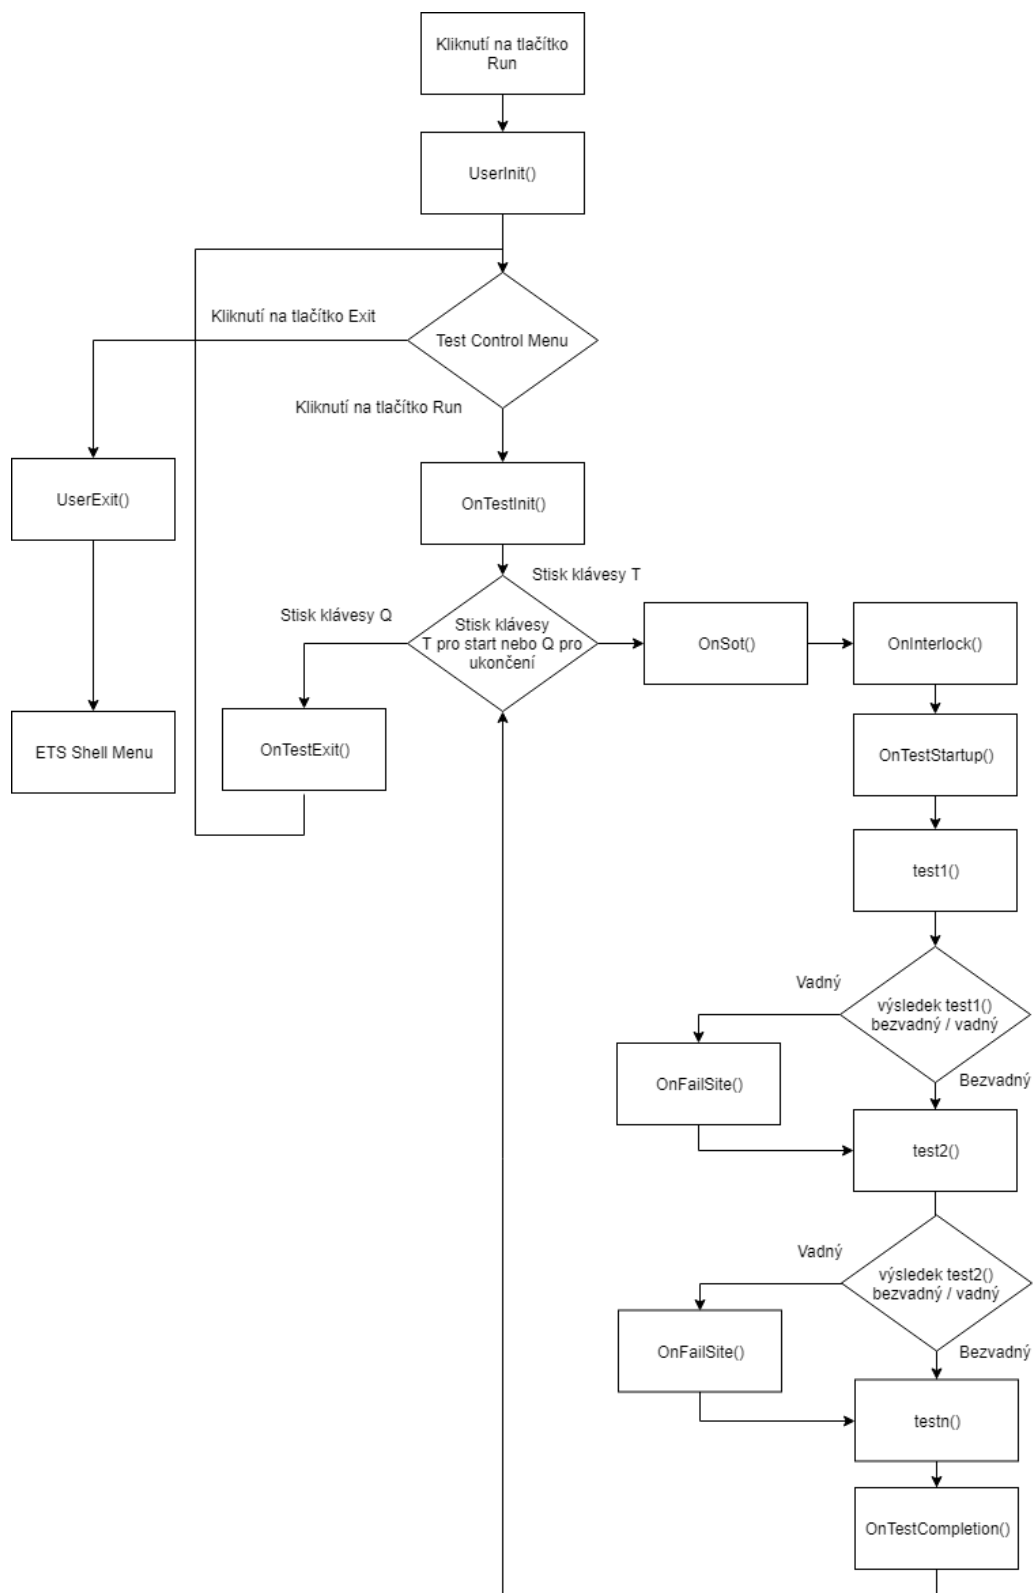 Kliknutí na tlačítko
Run
UserInit()
Kliknutí na tlačítko Exit
Test Control Menu
Kliknutí na tlačítko Run
UserExit()
OnTestInit()
Stisk klávesy T
Stisk klávesy Q
Stisk klávesy
T pro start nebo Q pro
ukončení
OnSot()
OnInterlock()
ETS Shell Menu
OnTestExit()
OnTestStartup()
test1()
Vadný
výsledek test1()
bezvadný / vadný
OnFailSite()
Bezvadný
test2()
Vadný
výsledek test2()
bezvadný / vadný
OnFailSite()
Bezvadný
testn()
OnTestCompletion()